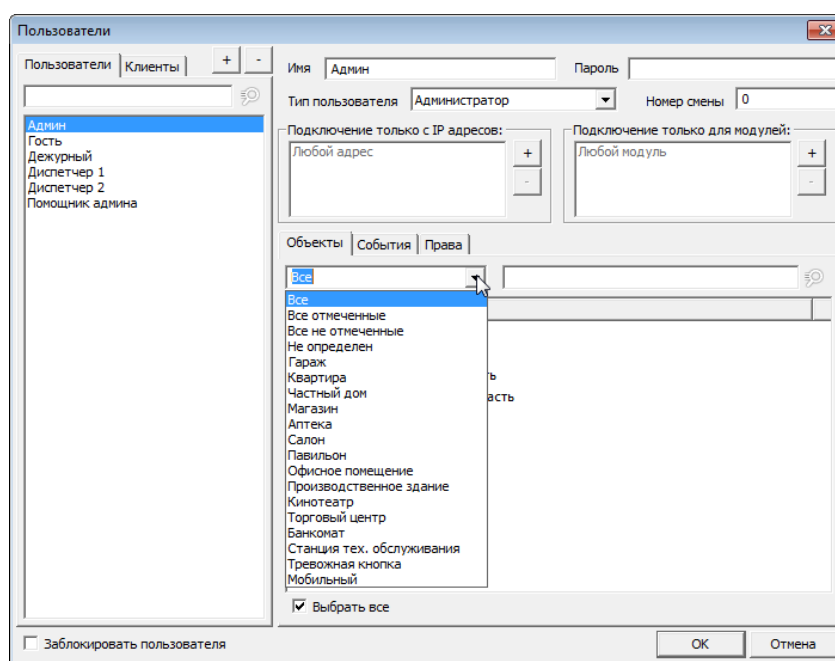 Пользователи
Пользователи
Клиенты
+
-
Админ
Гость
Дежурный
Диспетчер 1
Диспетчер 2
Помощник админа
Имя
Админ
Пароль
Тип пользователя
Администратор
Номер смены
0
Подключение только с IP адресов:
Любой адрес
+
-
Подключение только для модулей:
Любой модуль
+
-
Объекты
События
Права
Все
Все
Все отмеченные
Все не отмеченные
Не определен
Гараж
Квартира
ть
Частный дом
асть
Магазин
Аптека
Салон
Павильон
Офисное помещение
Производственное здание
Кинотеатр
Торговый центр
Банкомат
Станция тех. обслуживания
Тревожная кнопка
Мобильный
Выбрать все
Заблокировать пользователя
OK
Отмена